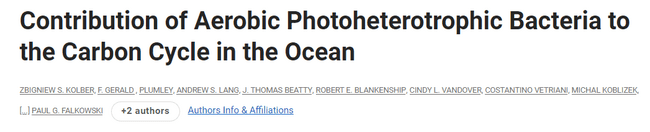 Contribution of Aerobic Photoheterotrophic Bacteria to
the Carbon Cycle in the Ocean
ZBIGNIEW S. KOLBER, F. GERALD , PLUMLEY, ANDREW S. LANG, J. THOMAS BEATTY, ROBERT E. BLANKENSHIP, CINDY L. VANDOVER, COSTANTINO VETRIANI, MICHAL KOBLIZEK,
[...] PAUL G. FALKOWSKI +2 authors Authors Info & Affiliations